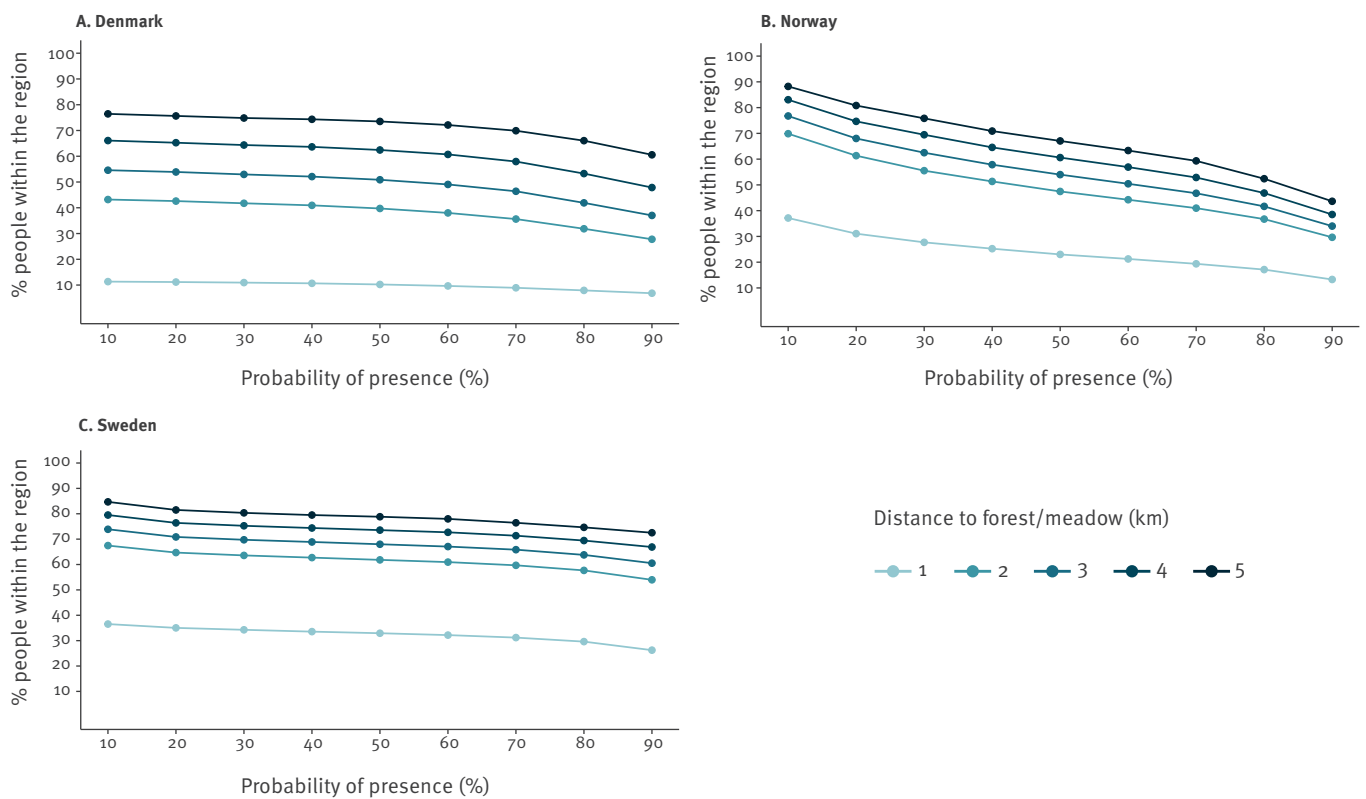 A. Denmark
% people within the region
100
90
80
70
60
50
40
30
20
10
10 20 30 40 50 60 70 80 90
Probability of presence (%)
B. Norway
% people within the region
100
90
80
70
60
50
40
30
20
10
10 20 30 40 50 60 70 80 90
Probability of presence (%)
C. Sweden
% people within the region
100
90
80
70
60
50
40
30
20
10
10 20 30 40 50 60 70 80 90
Probability of presence (%)
Distance to forest/meadow (km)
1 2 3 4 5